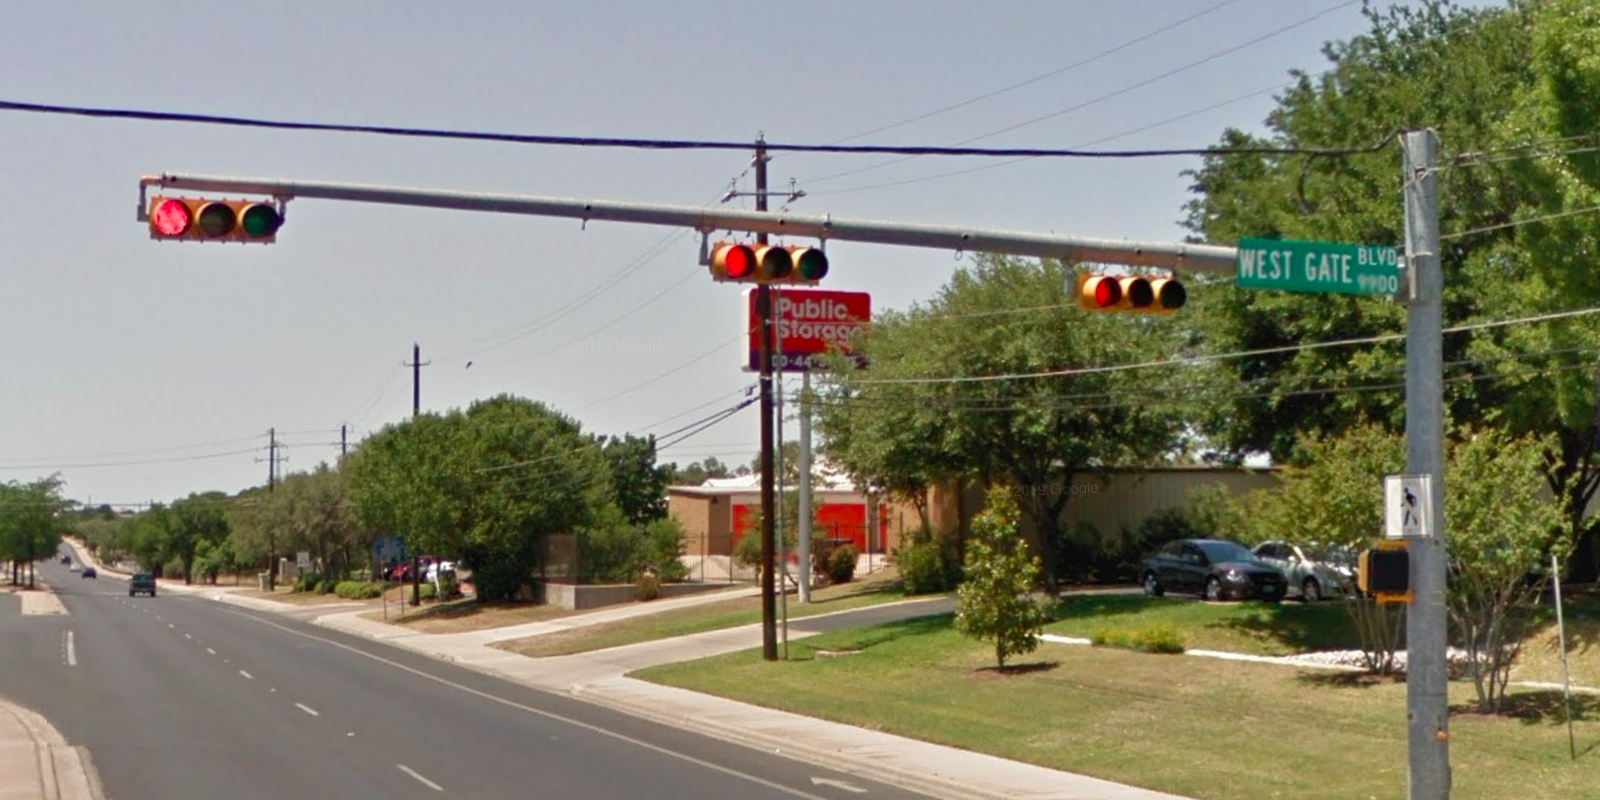 WEST GATE BLVD
9900
Public
Storage